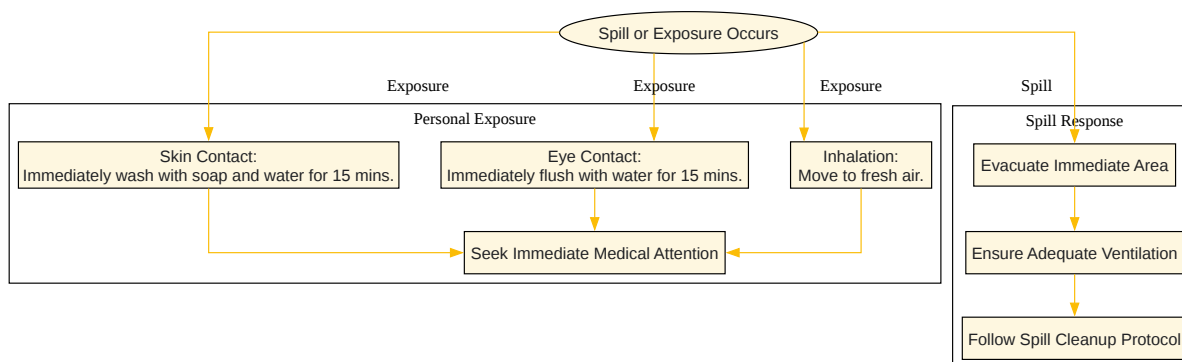 Spill or Exposure Occurs
Exposure
Exposure
Exposure
Spill
Personal Exposure
Spill Response
Skin Contact:
Immediately wash with soap and water for 15 mins.
Eye Contact:
Immediately flush with water for 15 mins.
Inhalation:
Move to fresh air.
Evacuate Immediate Area
Seek Immediate Medical Attention
Ensure Adequate Ventilation
Follow Spill Cleanup Protocol